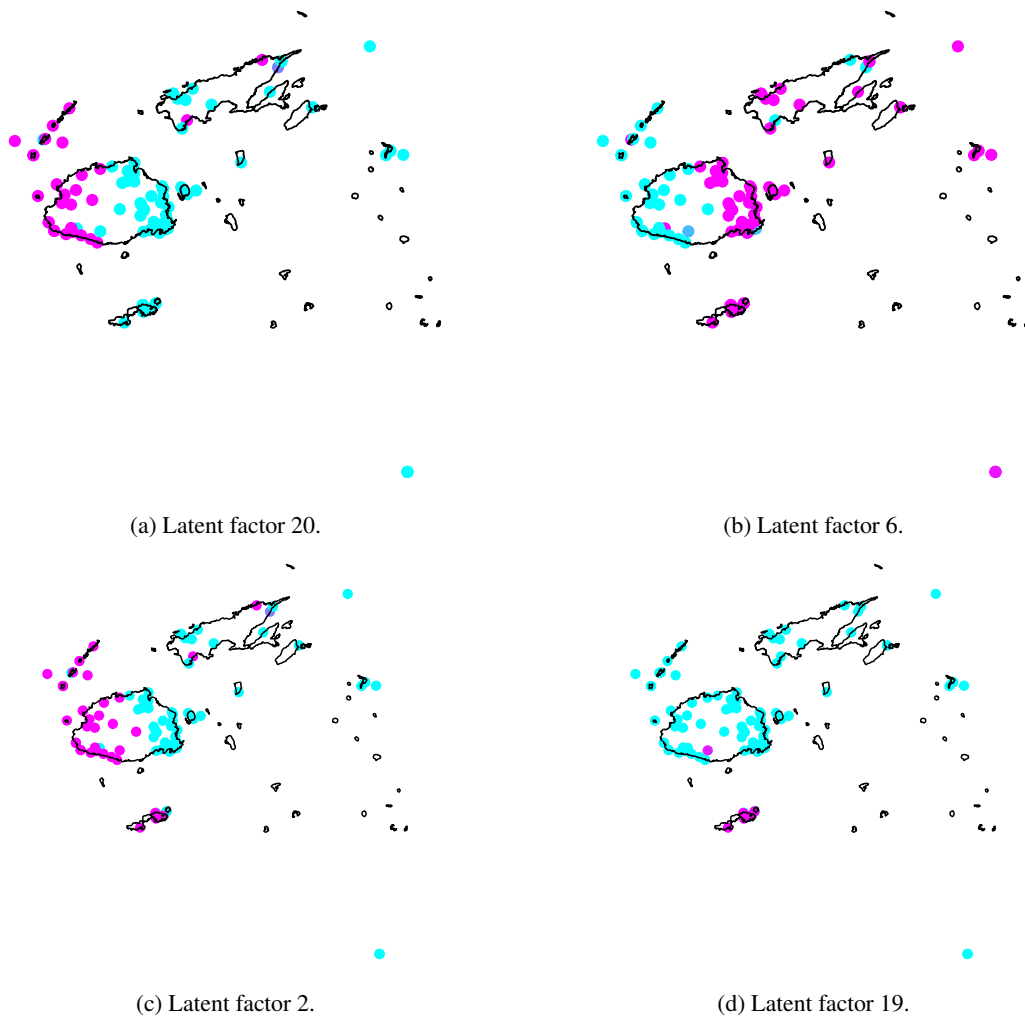 (a) Latent factor 20.
(b) Latent factor 6.
(c) Latent factor 2.
(d) Latent factor 19.